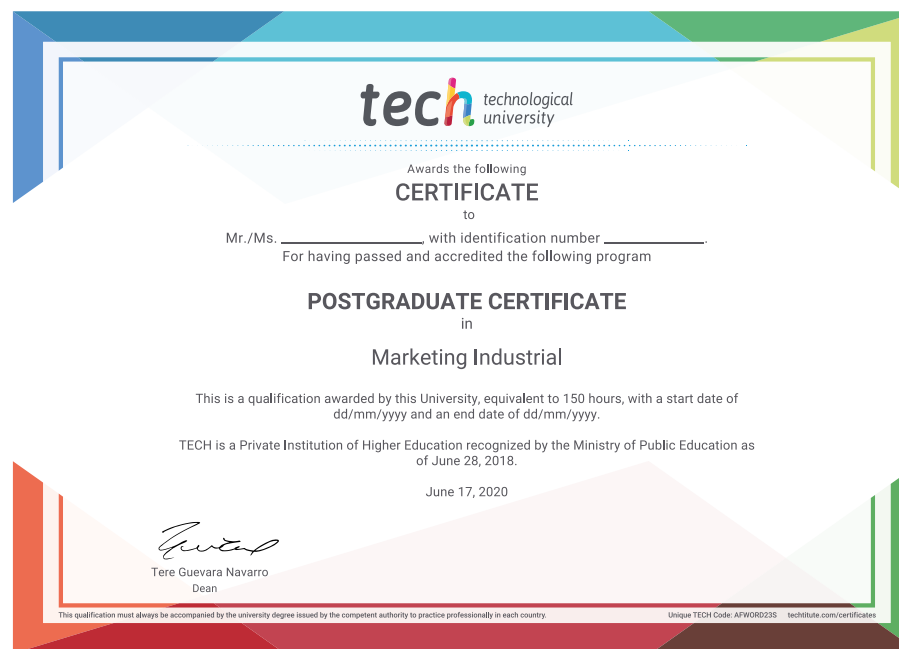 tech technological
university
Awards the following
CERTIFICATE
to
Mr./Ms. ____________, with identification number ____________.
For having passed and accredited the following program
POSTGRADUATE CERTIFICATE
in
Marketing Industrial
This is a qualification awarded by this University, equivalent to 150 hours, with a start date of
dd/mm/yyyy and an end date of dd/mm/yyyy.
TECH is a Private Institution of Higher Education recognized by the Ministry of Public Education as
of June 28, 2018.
June 17, 2020
Tere Guevara Navarro
Dean
This qualification must always be accompanied by the university degree issued by the competent authority to practice professionally in each country. Unique TECH Code: AFWORD23S techtitute.com/certificates